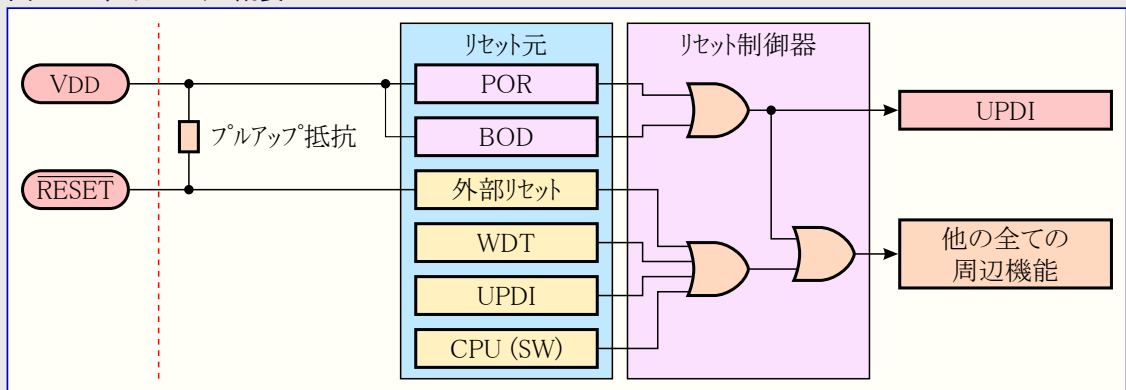 リセット元
リセット制御器
VDD
POR
UPDI
プルアップ抵抗
BOD
RESET
外部リセット
WDT
他の全ての
周辺機能
UPDI
CPU (SW)